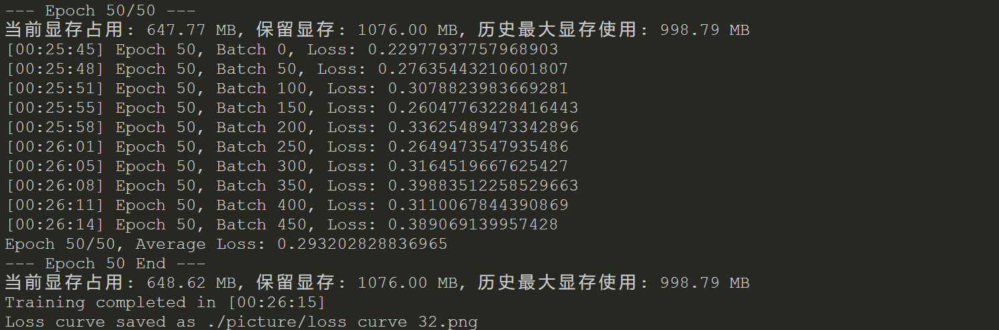 --- Epoch 50/50 ---
当前显存占用: 647.77 MB, 保留显存: 1076.00 MB, 历史最大显存使用: 998.79 MB
[00:25:45] Epoch 50, Batch 0, Loss: 0.22977937757968903
[00:25:48] Epoch 50, Batch 50, Loss: 0.27635443210601807
[00:25:51] Epoch 50, Batch 100, Loss: 0.3078823983669281
[00:25:55] Epoch 50, Batch 150, Loss: 0.26047763228416443
[00:25:58] Epoch 50, Batch 200, Loss: 0.33625489473342896
[00:26:01] Epoch 50, Batch 250, Loss: 0.2649473547935486
[00:26:05] Epoch 50, Batch 300, Loss: 0.3164519667625427
[00:26:08] Epoch 50, Batch 350, Loss: 0.39883512258529663
[00:26:11] Epoch 50, Batch 400, Loss: 0.3110067844390869
[00:26:14] Epoch 50, Batch 450, Loss: 0.389069139957428
Epoch 50/50, Average Loss: 0.293202828836965
--- Epoch 50 End ---
当前显存占用: 648.62 MB, 保留显存: 1076.00 MB, 历史最大显存使用: 998.79 MB
Training completed in [00:26:15]
Loss curve saved as ./picture/loss curve 32.png